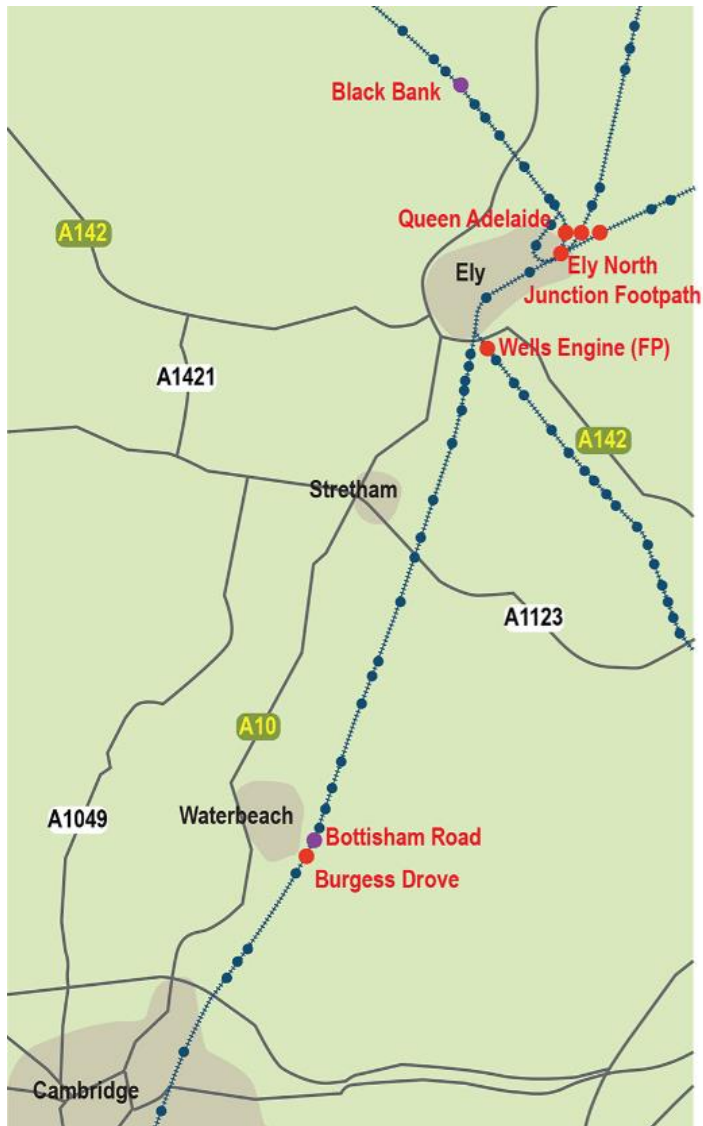 Black Bank
A142
Queen Adelaide
Ely
Ely North
Junction Footpath
Wells Engine (FP)
A1421
A142
Stretham
A1123
A10
Waterbeach
A1049
Bottisham Road
Burgess Drove
Cambridge